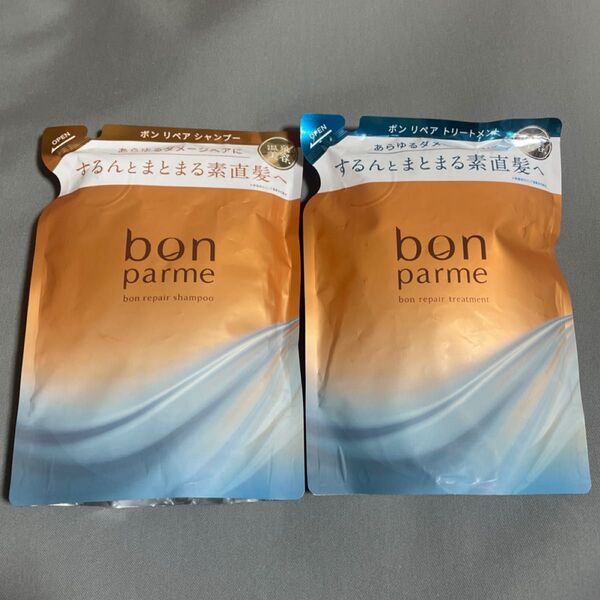 OPEN
ボン リペア シャンプー
あらゆるダメージヘアに
するんとまとまる素直髪へ
bon
parme
bon repair shampoo
OPEN
ボン リペア トリートメント
あらゆるダメージ
するんとまとまる素直髪へ
bon
parme
bon repair treatment